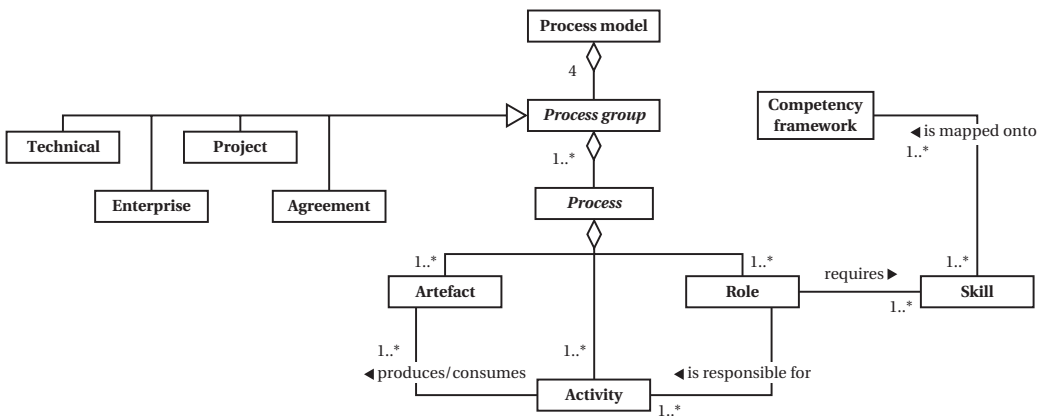 Process model
4
Process group
Competency
framework
◀ is mapped onto
1..*
Technical
Project
1..*
Enterprise
Agreement
Process
1..*
1..*
1..*
requires ▶
Artefact
Role
Skill
1..*
1..*
1..*
◀ produces/consumes
◀ is responsible for
Activity
1..*